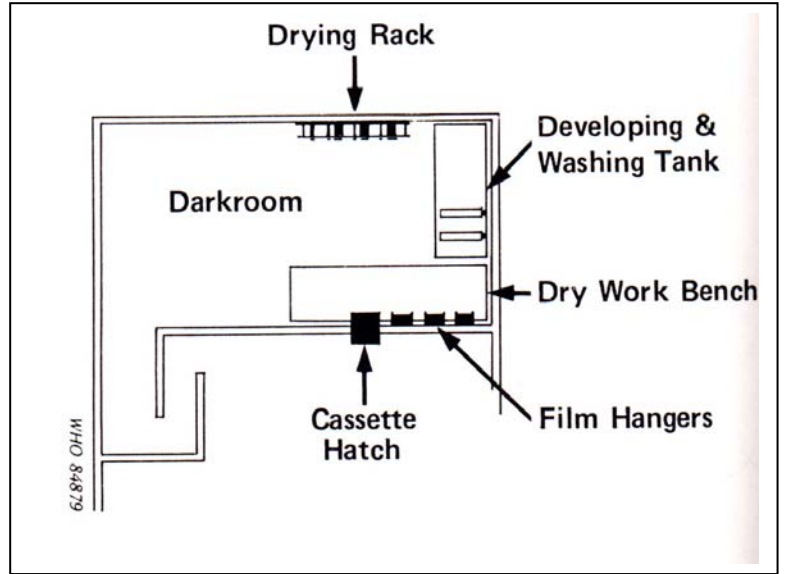 Drying Rack
Developing &
Washing Tank
Darkroom
Dry Work Bench
Cassette
Hatch
Film Hangers
WHO 84879